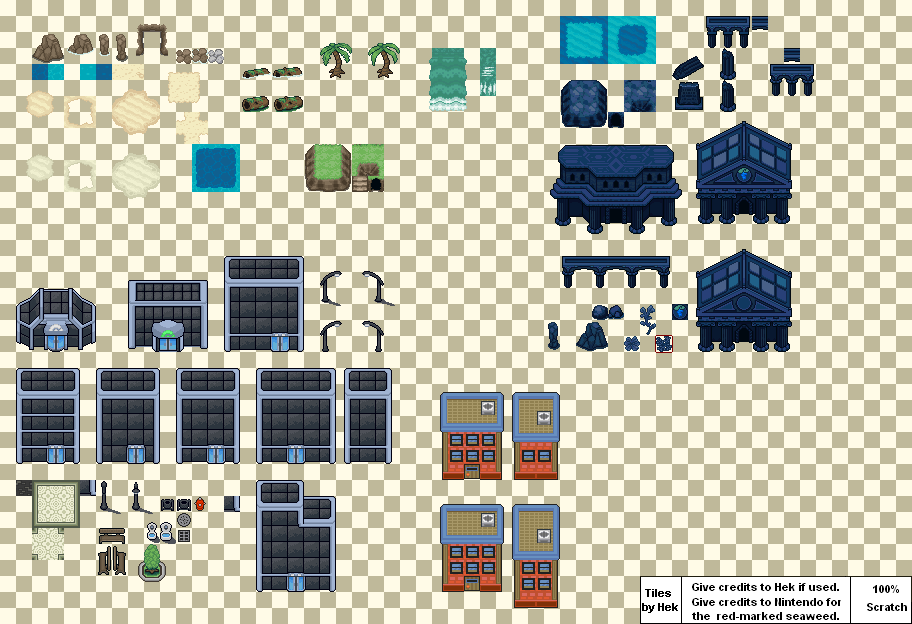 Tiles
by Hek
Give credits to Hek if used.
Give credits to Nintendo for
the red-marked seaweed.
100%
Scratch